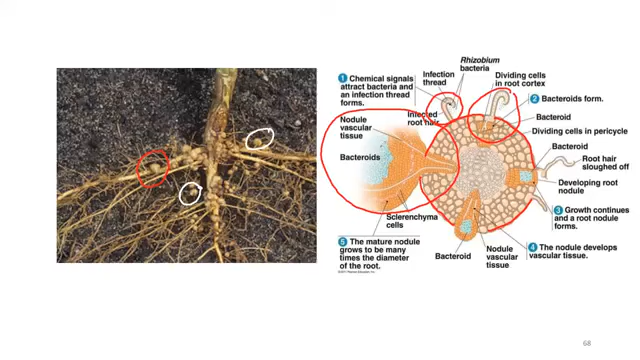 Rhizobium
bacteria
Infection
thread
Dividing cells
in root cortex
1 Chemical signals
attract bacteria and
an infection thread
forms.
Infected
root hair
2 Bacteroids form.
Bacteroid
Dividing cells in pericycle
Nodule
vascular
tissue
Bacteroids
Bacteroid
Root hair
sloughed off
Developing
root nodule
3 Growth continues
and a root nodule
forms.
Sclerenchyma
cells
5 The mature nodule
grows to be many
times the diameter
of the root.
Bacteroid
Nodule
vascular
tissue
4 The nodule develops
vascular tissue.
© 2011 Pearson Education, Inc.
68